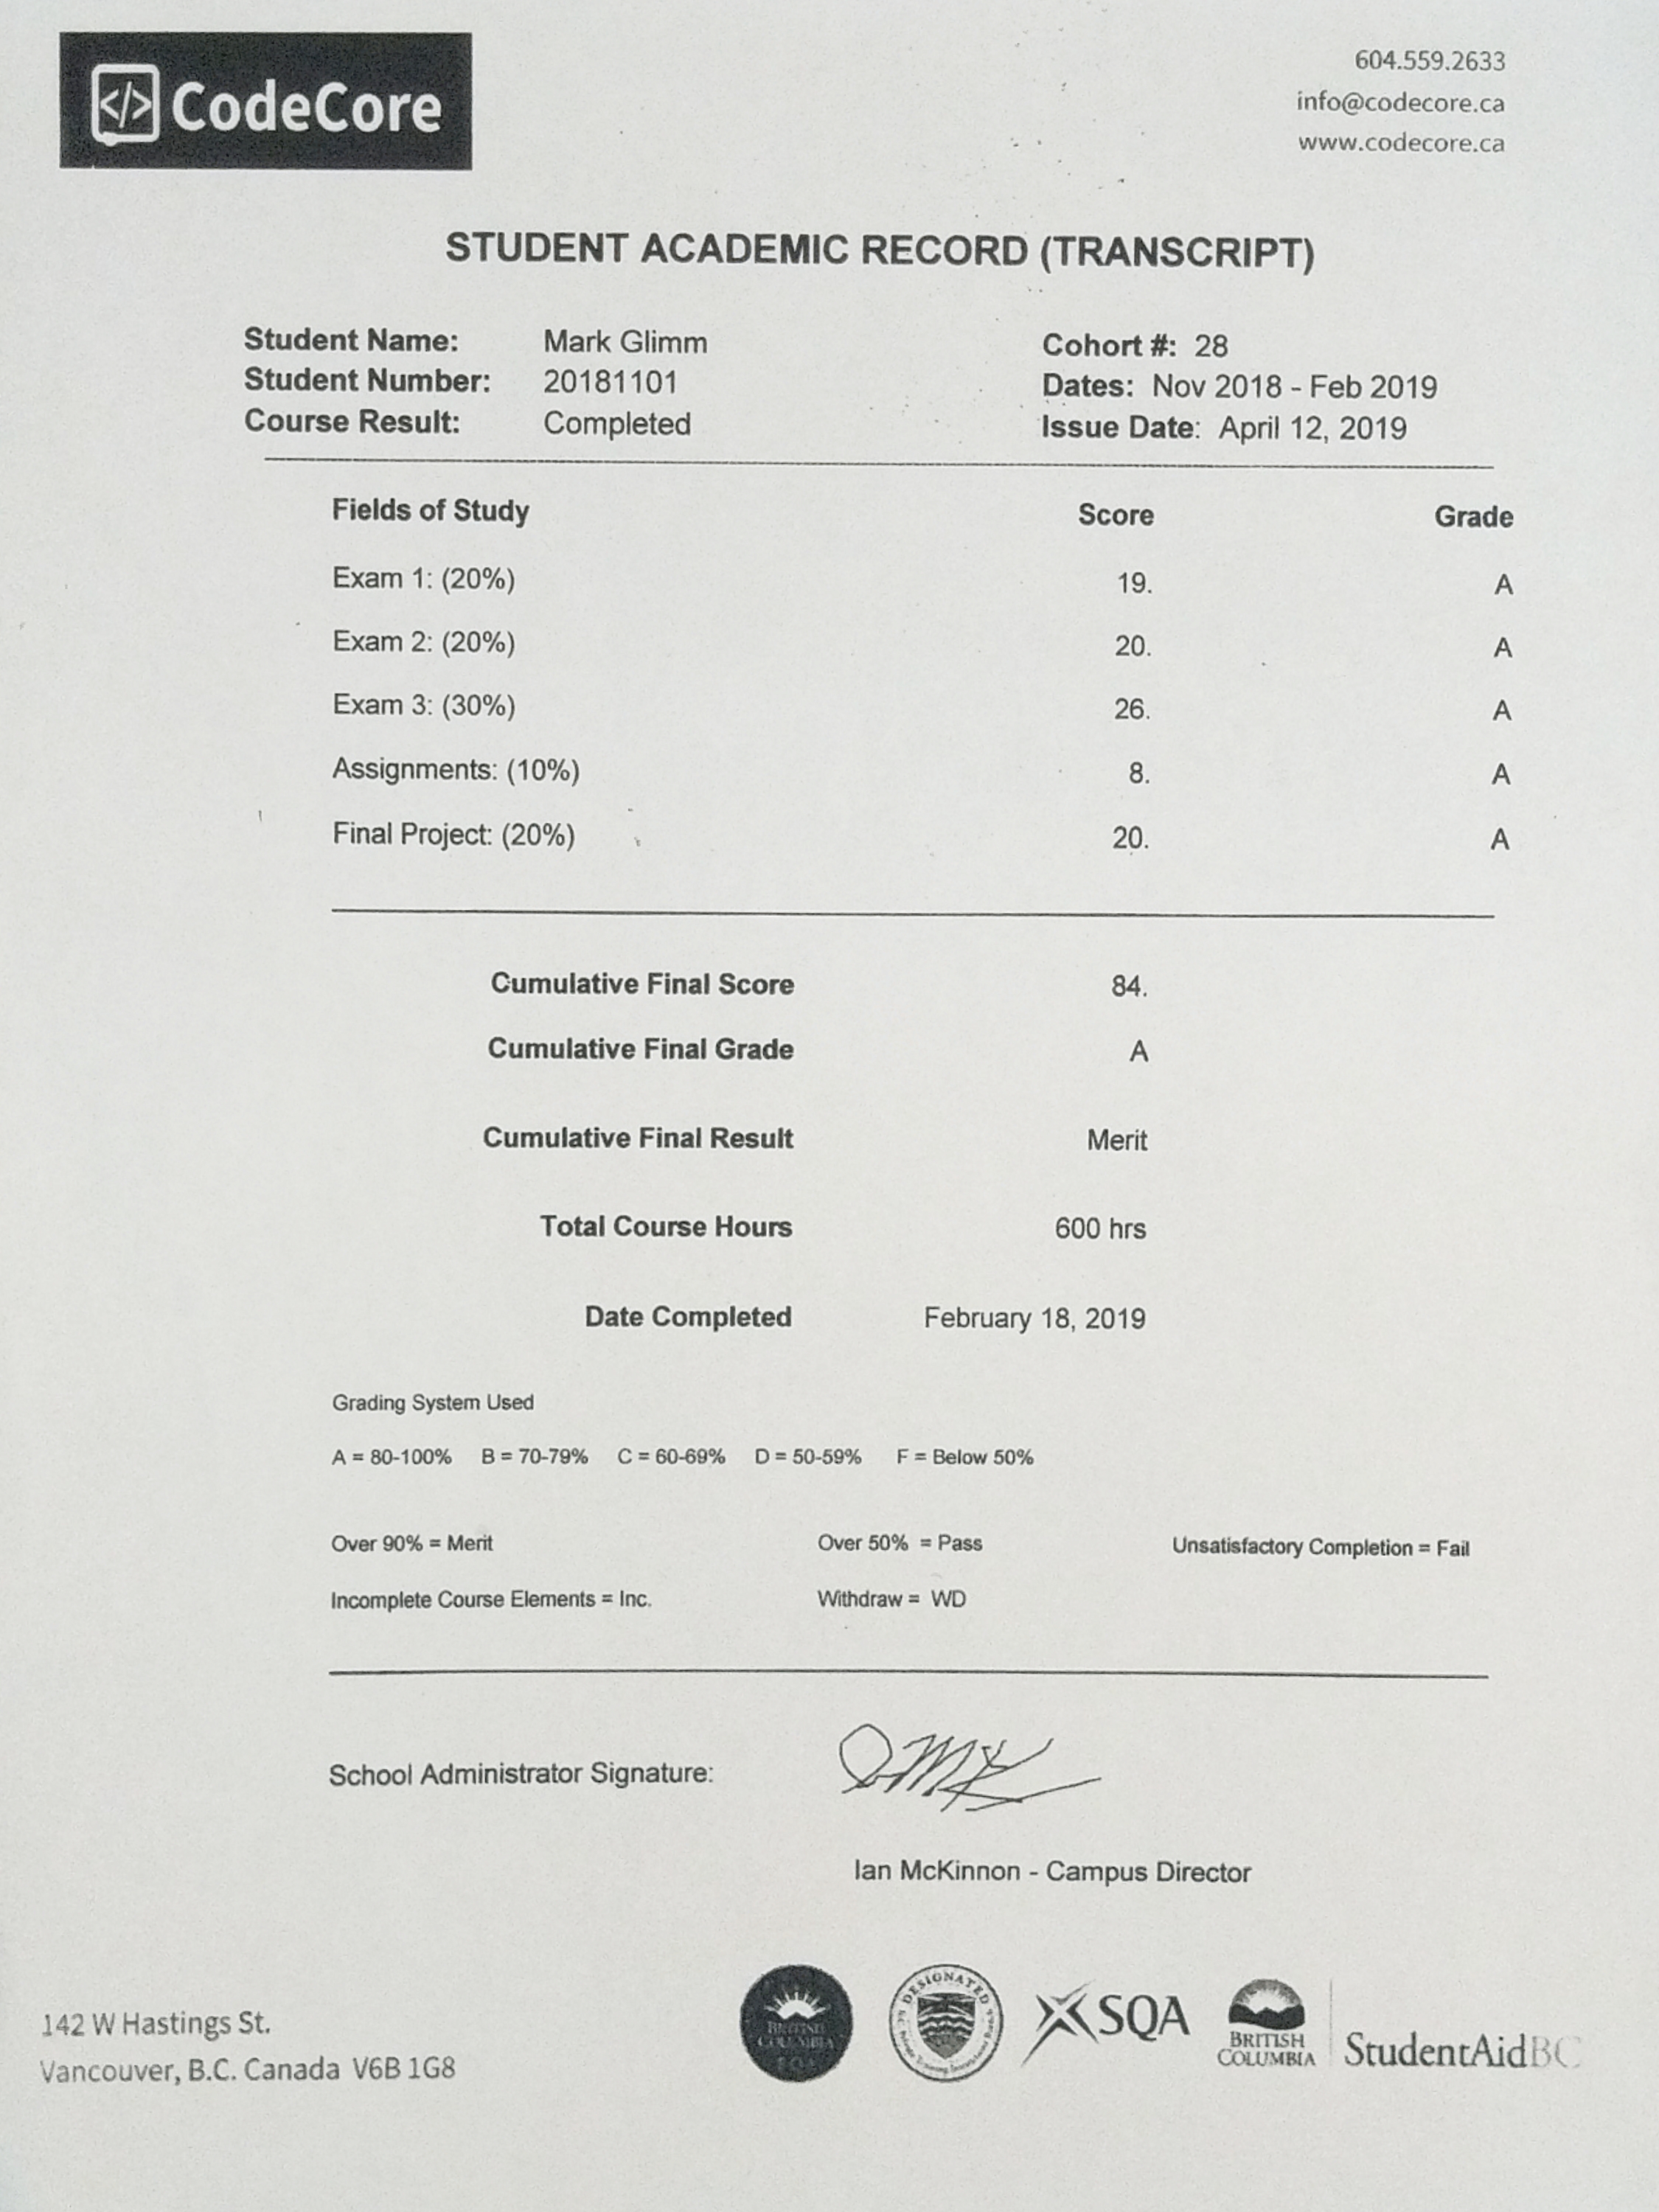 </> CodeCore
604.559.2633
info@codecore.ca
www.codecore.ca
STUDENT ACADEMIC RECORD (TRANSCRIPT)
Student Name: Mark Glimm
Student Number: 20181101
Course Result: Completed
Cohort #: 28
Dates: Nov 2018 - Feb 2019
Issue Date: April 12, 2019
Fields of Study Score Grade
Exam 1: (20%) 19. A
Exam 2: (20%) 20. A
Exam 3: (30%) 26. A
Assignments: (10%) 8. A
Final Project: (20%) 20. A
Cumulative Final Score 84.
Cumulative Final Grade A
Cumulative Final Result Merit
Total Course Hours 600 hrs
Date Completed February 18, 2019
Grading System Used
A = 80-100% B = 70-79% C = 60-69% D = 50-59% F = Below 50%
Over 90% = Merit Over 50% = Pass Unsatisfactory Completion = Fail
Incomplete Course Elements = Inc. Withdraw = WD
School Administrator Signature:
Ian McKinnon - Campus Director
142 W Hastings St.
Vancouver, B.C. Canada V6B 1G8
BRITISH
COLUMBIA
EQA
DESIGNATED
SQA
BRITISH
COLUMBIA
StudentAidBC